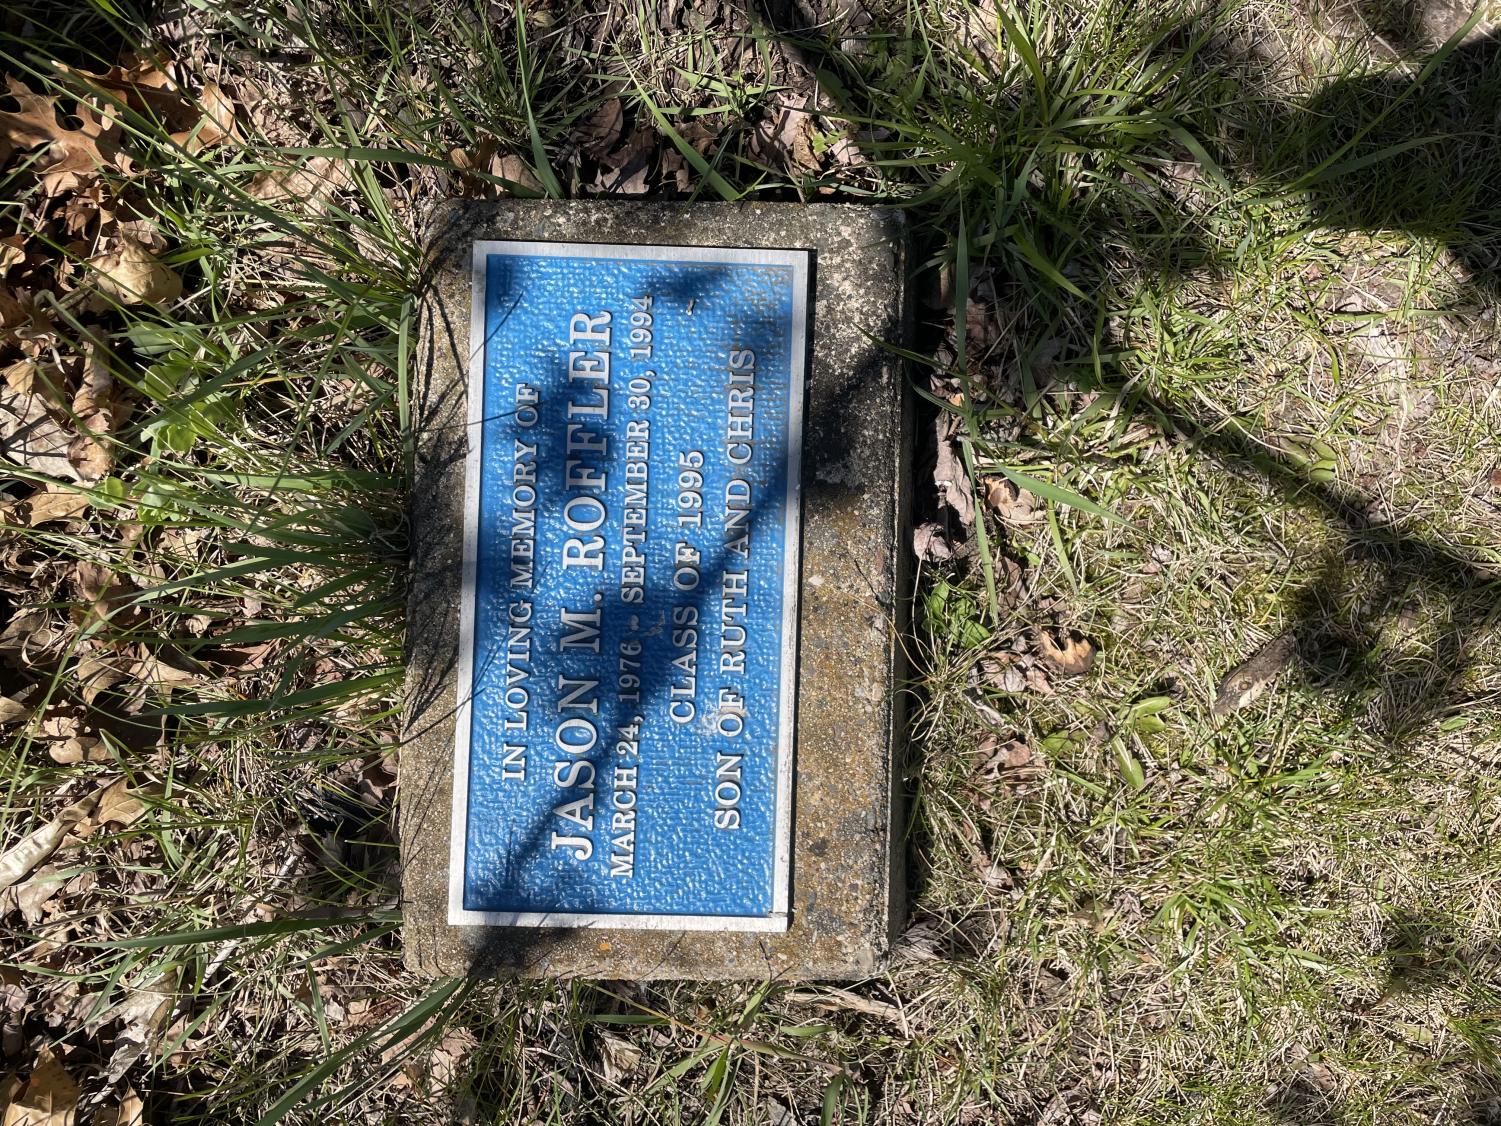 IN LOVING MEMORY OF
JASON M. ROFFLER
MARCH 24, 1976 - SEPTEMBER 30, 1994
CLASS OF 1995
SON OF RUTH AND CHRIS